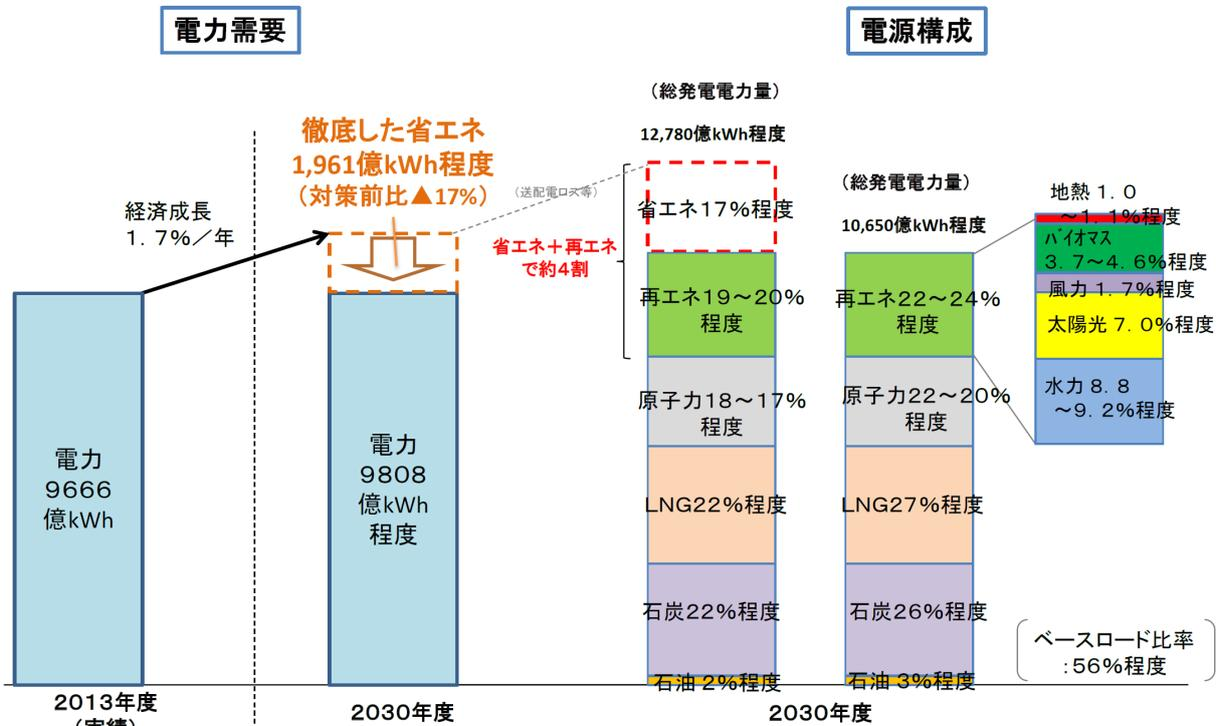 電力需要
電源構成
徹底した省エネ
1,961億kWh程度
(対策前比▲17%)
経済成長
1.7%/年
電力
9666
億kWh
電力
9808
億kWh
程度
2013年度
(実績)
2030年度
(送配電ロス等)
(総発電電力量)
12,780億kWh程度
省エネ+再エネ
で約4割
省エネ17%程度
再エネ19~20%
程度
原子力18~17%
程度
LNG22%程度
石炭22%程度
石油2%程度
(総発電電力量)
10,650億kWh程度
再エネ22~24%
程度
原子力22~20%
程度
LNG27%程度
石炭26%程度
石油3%程度
2030年度
地熱1.0
~1.1%程度
バイオマス
3.7~4.6%程度
風力1.7%程度
太陽光7.0%程度
水力8.8
~9.2%程度
ベースロード比率
:56%程度